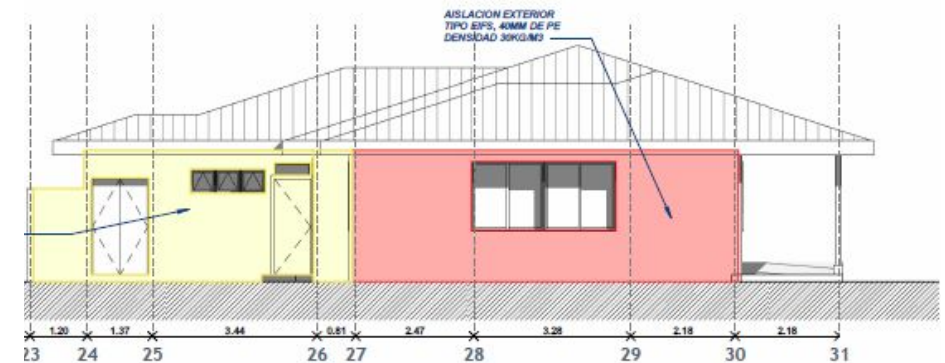 AISLACION EXTERIOR
TIPO EIFS, 40MM DE PE
DENSIDAD 30KG/M3
1.20 1.37 3.44 0.81 2.47 3.28 2.18 2.18
23 24 25 26 27 28 29 30 31